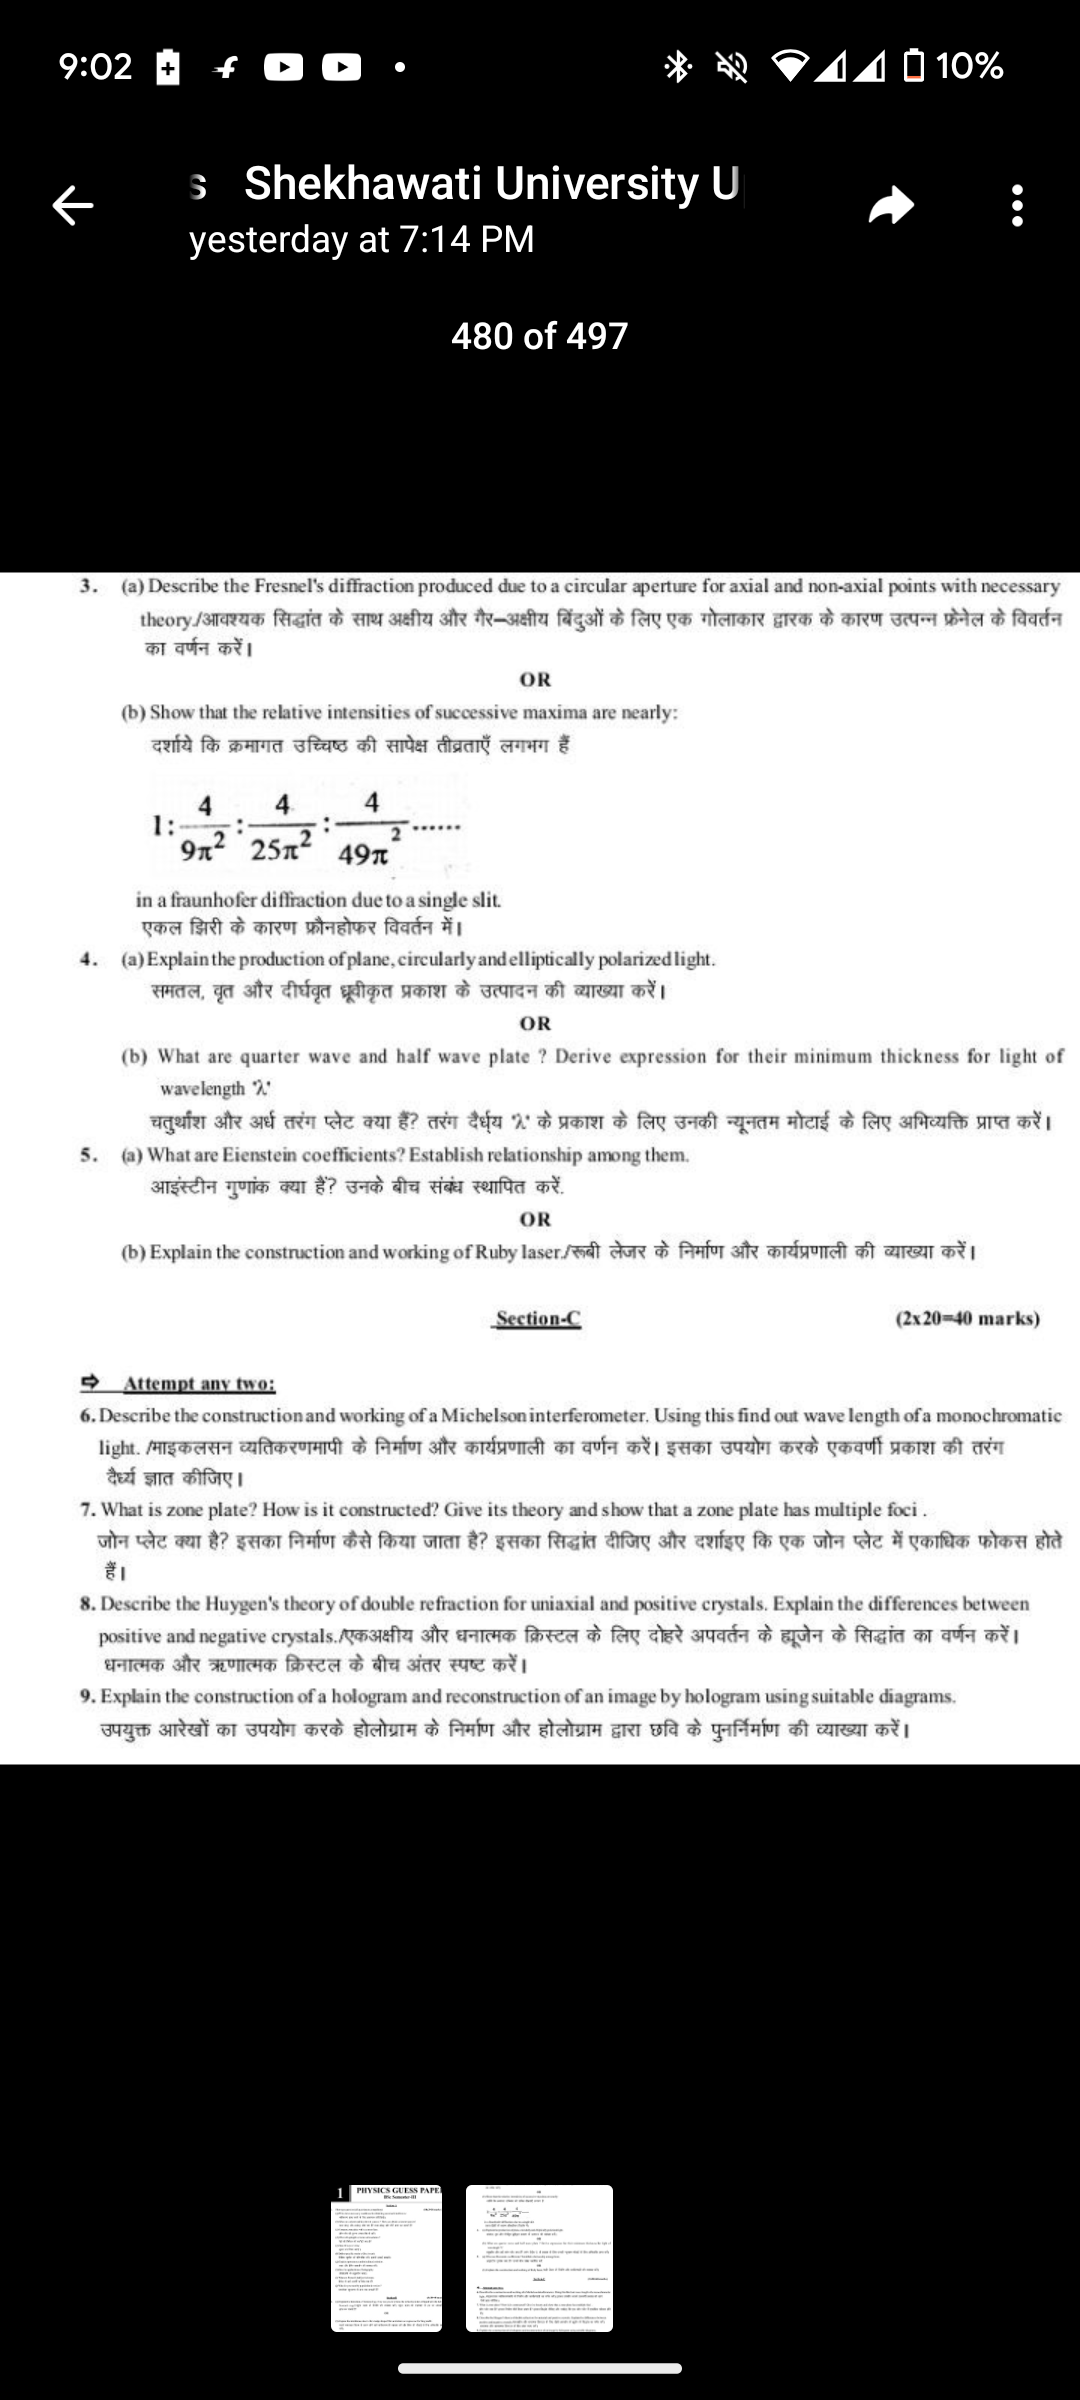 9:02
10%
s Shekhawati University U
yesterday at 7:14 PM
480 of 497
3. (a) Describe the Fresnel's diffraction produced due to a circular aperture for axial and non-axial points with necessary
theory./आवश्यक सिद्धांत के साथ अक्षीय और गैर–अक्षीय बिंदुओं के लिए एक गोलाकार द्वारक के कारण उत्पन्न फ्रेनेल के विवर्तन
का वर्णन करें।
OR
(b) Show that the relative intensities of successive maxima are nearly:
दर्शाये कि क्रमागत उच्चिष्ठ की सापेक्ष तीव्रताएँ लगभग हैं
1 : 4/9π² : 4/25π² : 4/49π² ......
in a fraunhofer diffraction due to a single slit.
एकल झिरी के कारण फ्रौनहोफर विवर्तन में।
4. (a) Explain the production of plane, circularly and elliptically polarized light.
समतल, वृत और दीर्घवृत ध्रूवीकृत प्रकाश के उत्पादन की व्याख्या करें।
OR
(b) What are quarter wave and half wave plate ? Derive expression for their minimum thickness for light of
wavelength 'λ'
चतुर्थांश और अर्ध तरंग प्लेट क्या हैं? तरंग दैर्ध्य 'λ' के प्रकाश के लिए उनकी न्यूनतम मोटाई के लिए अभिव्यक्ति प्राप्त करें।
5. (a) What are Eienstein coefficients? Establish relationship among them.
आइंस्टीन गुणांक क्या हैं? उनके बीच संबंध स्थापित करें.
OR
(b) Explain the construction and working of Ruby laser./रूबी लेजर के निर्माण और कार्यप्रणाली की व्याख्या करें।
Section-C (2x20=40 marks)
⇨ Attempt any two:
6. Describe the construction and working of a Michelson interferometer. Using this find out wave length of a monochromatic
light. /माइकलसन व्यतिकरणमापी के निर्माण और कार्यप्रणाली का वर्णन करें। इसका उपयोग करके एकवर्णी प्रकाश की तरंग
दैर्ध्य ज्ञात कीजिए।
7. What is zone plate? How is it constructed? Give its theory and show that a zone plate has multiple foci .
जोन प्लेट क्या है? इसका निर्माण कैसे किया जाता है? इसका सिद्धांत दीजिए और दर्शाइए कि एक जोन प्लेट में एकाधिक फोकस होते
हैं।
8. Describe the Huygen's theory of double refraction for uniaxial and positive crystals. Explain the differences between
positive and negative crystals./एकअक्षीय और धनात्मक क्रिस्टल के लिए दोहरे अपवर्तन के ह्यूजेन के सिद्धांत का वर्णन करें।
धनात्मक और ऋणात्मक क्रिस्टल के बीच अंतर स्पष्ट करें।
9. Explain the construction of a hologram and reconstruction of an image by hologram using suitable diagrams.
उपयुक्त आरेखों का उपयोग करके होलोग्राम के निर्माण और होलोग्राम द्वारा छवि के पुनर्निर्माण की व्याख्या करें।
1 PHYSICS GUESS PAPE